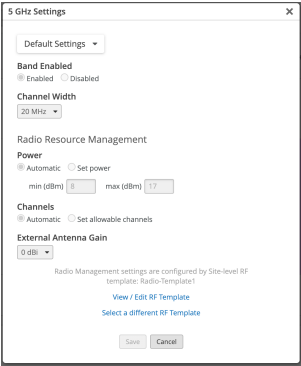 5 GHz Settings
Default Settings
Band Enabled
Enabled Disabled
Channel Width
20 MHz
Radio Resource Management
Power
Automatic Set power
min (dBm) 8 max (dBm) 17
Channels
Automatic Set allowable channels
External Antenna Gain
0 dBi
Radio Management settings are configured by Site-level RF
template: Radio-Template1
View / Edit RF Template
Select a different RF Template
Save Cancel